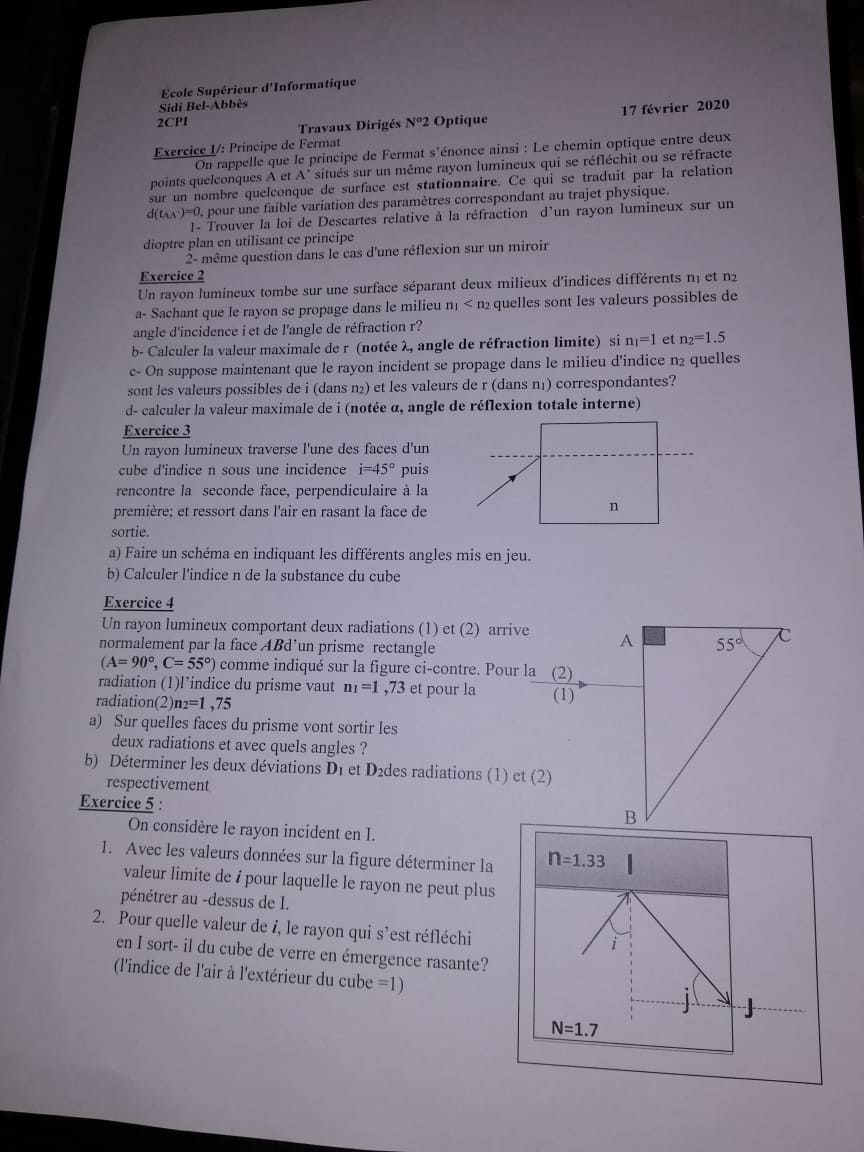 Ecole Supérieur d'Informatique
Sidi Bel-Abbès
2CPI
17 février 2020
Travaux Dirigés N°2 Optique
Exercice 1/: Principe de Fermat
On rappelle que le principe de Fermat s'énonce ainsi : Le chemin optique entre deux
points quelconques A et A' situés sur un même rayon lumineux qui se réfléchit ou se réfracte
sur un nombre quelconque de surface est stationnaire. Ce qui se traduit par la relation
d(tAA')=0, pour une faible variation des paramètres correspondant au trajet physique.
1- Trouver la loi de Descartes relative à la réfraction d'un rayon lumineux sur un
dioptre plan en utilisant ce principe
2- même question dans le cas d'une réflexion sur un miroir
Exercice 2
Un rayon lumineux tombe sur une surface séparant deux milieux d'indices différents n1 et n2
a- Sachant que le rayon se propage dans le milieu n1 < n2 quelles sont les valeurs possibles de
angle d'incidence i et de l'angle de réfraction r?
b- Calculer la valeur maximale de r (notée λ, angle de réfraction limite) si n1=1 et n2=1.5
c- On suppose maintenant que le rayon incident se propage dans le milieu d'indice n2 quelles
sont les valeurs possibles de i (dans n2) et les valeurs de r (dans n1) correspondantes?
d- calculer la valeur maximale de i (notée α, angle de réflexion totale interne)
Exercice 3
Un rayon lumineux traverse l'une des faces d'un
cube d'indice n sous une incidence i=45° puis
rencontre la seconde face, perpendiculaire à la
première; et ressort dans l'air en rasant la face de
sortie.
n
a) Faire un schéma en indiquant les différents angles mis en jeu.
b) Calculer l'indice n de la substance du cube
Exercice 4
Un rayon lumineux comportant deux radiations (1) et (2) arrive
normalement par la face ABd'un prisme rectangle
(A= 90°, C= 55°) comme indiqué sur la figure ci-contre. Pour la
radiation (1)l'indice du prisme vaut n1=1 ,73 et pour la
radiation(2)n2=1 ,75
a) Sur quelles faces du prisme vont sortir les
deux radiations et avec quels angles ?
b) Déterminer les deux déviations D1 et D2des radiations (1) et (2)
respectivement
A
55°
C
(2)
(1)
B
Exercice 5 :
On considère le rayon incident en I.
1. Avec les valeurs données sur la figure déterminer la
valeur limite de i pour laquelle le rayon ne peut plus
pénétrer au -dessus de I.
2. Pour quelle valeur de i, le rayon qui s'est réfléchi
en I sort- il du cube de verre en émergence rasante?
(l'indice de l'air à l'extérieur du cube =1)
n=1.33
I
i
j
J
N=1.7